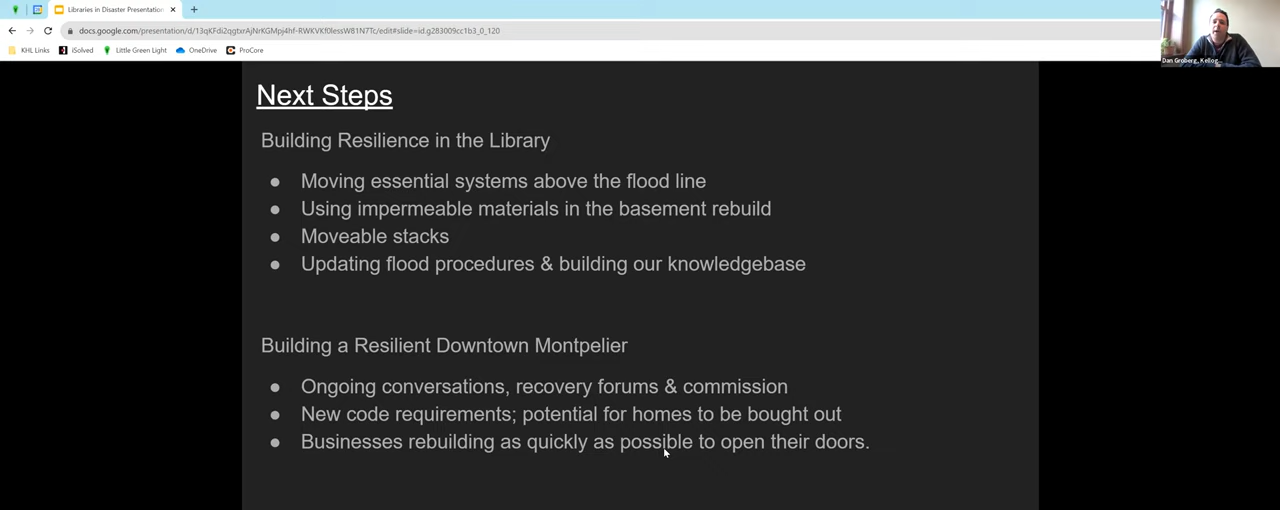 Libraries in Disaster Presentation
docs.google.com/presentation/d/13qKFdi2qgtxrAjNrKGMpj4hf-RWKVKf0lessW81N7Tc/edit#slide=id.g283009cc1b3_0_120
KHL Links
iSolved
Little Green Light
OneDrive
ProCore
Dan Groberg, Kellog...
Next Steps
Building Resilience in the Library
● Moving essential systems above the flood line
● Using impermeable materials in the basement rebuild
● Moveable stacks
● Updating flood procedures & building our knowledgebase
Building a Resilient Downtown Montpelier
● Ongoing conversations, recovery forums & commission
● New code requirements; potential for homes to be bought out
● Businesses rebuilding as quickly as possible to open their doors.